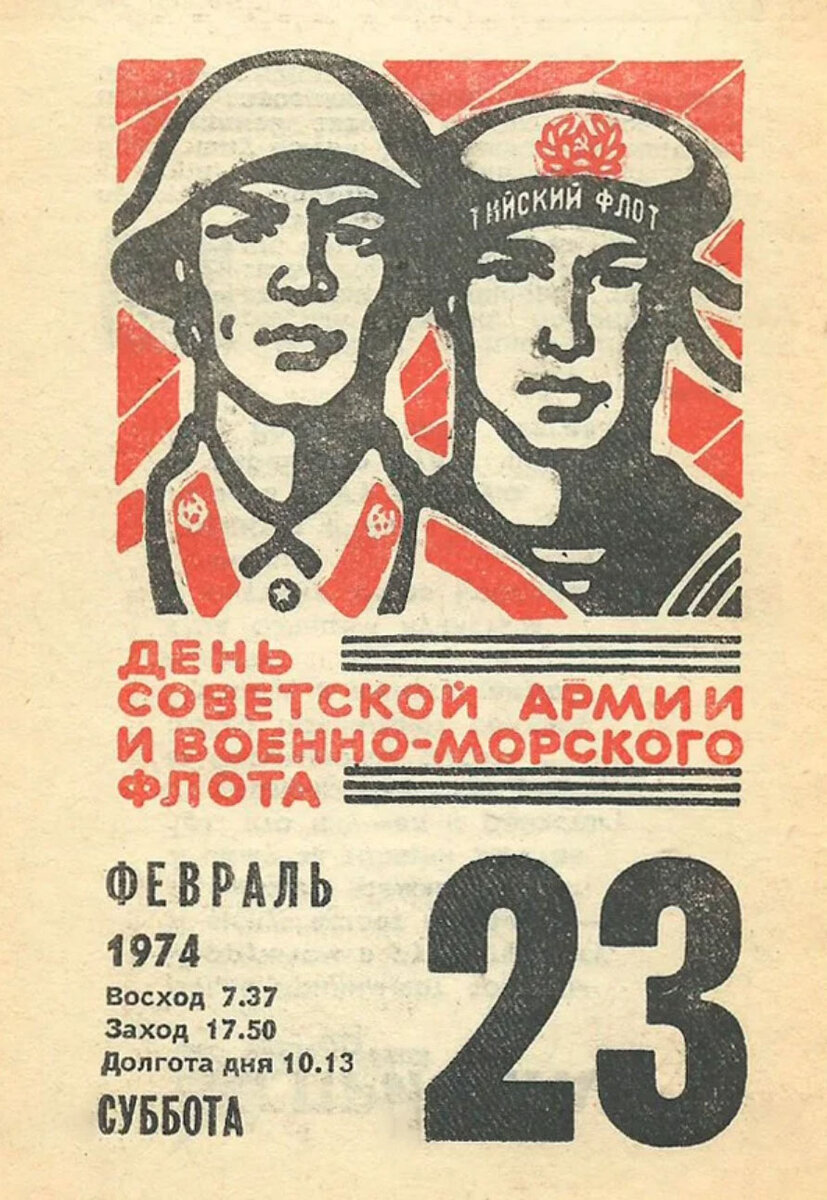 ТИЙСКИЙ ФЛОТ
ДЕНЬ
СОВЕТСКОЙ АРМИИ
И ВОЕННО-МОРСКОГО
ФЛОТА
ФЕВРАЛЬ
1974
Восход 7.37
Заход 17.50
Долгота дня 10.13
СУББОТА
23